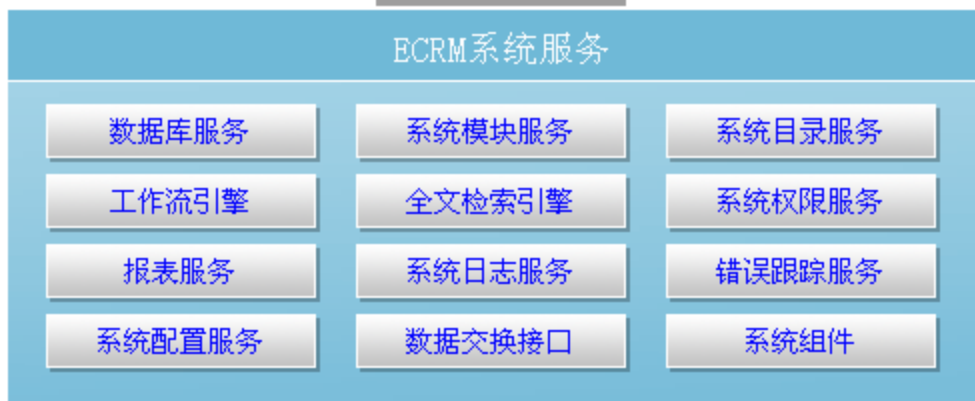 ECRM系统服务
数据库服务 系统模块服务 系统目录服务
工作流引擎 全文检索引擎 系统权限服务
报表服务 系统日志服务 错误跟踪服务
系统配置服务 数据交换接口 系统组件